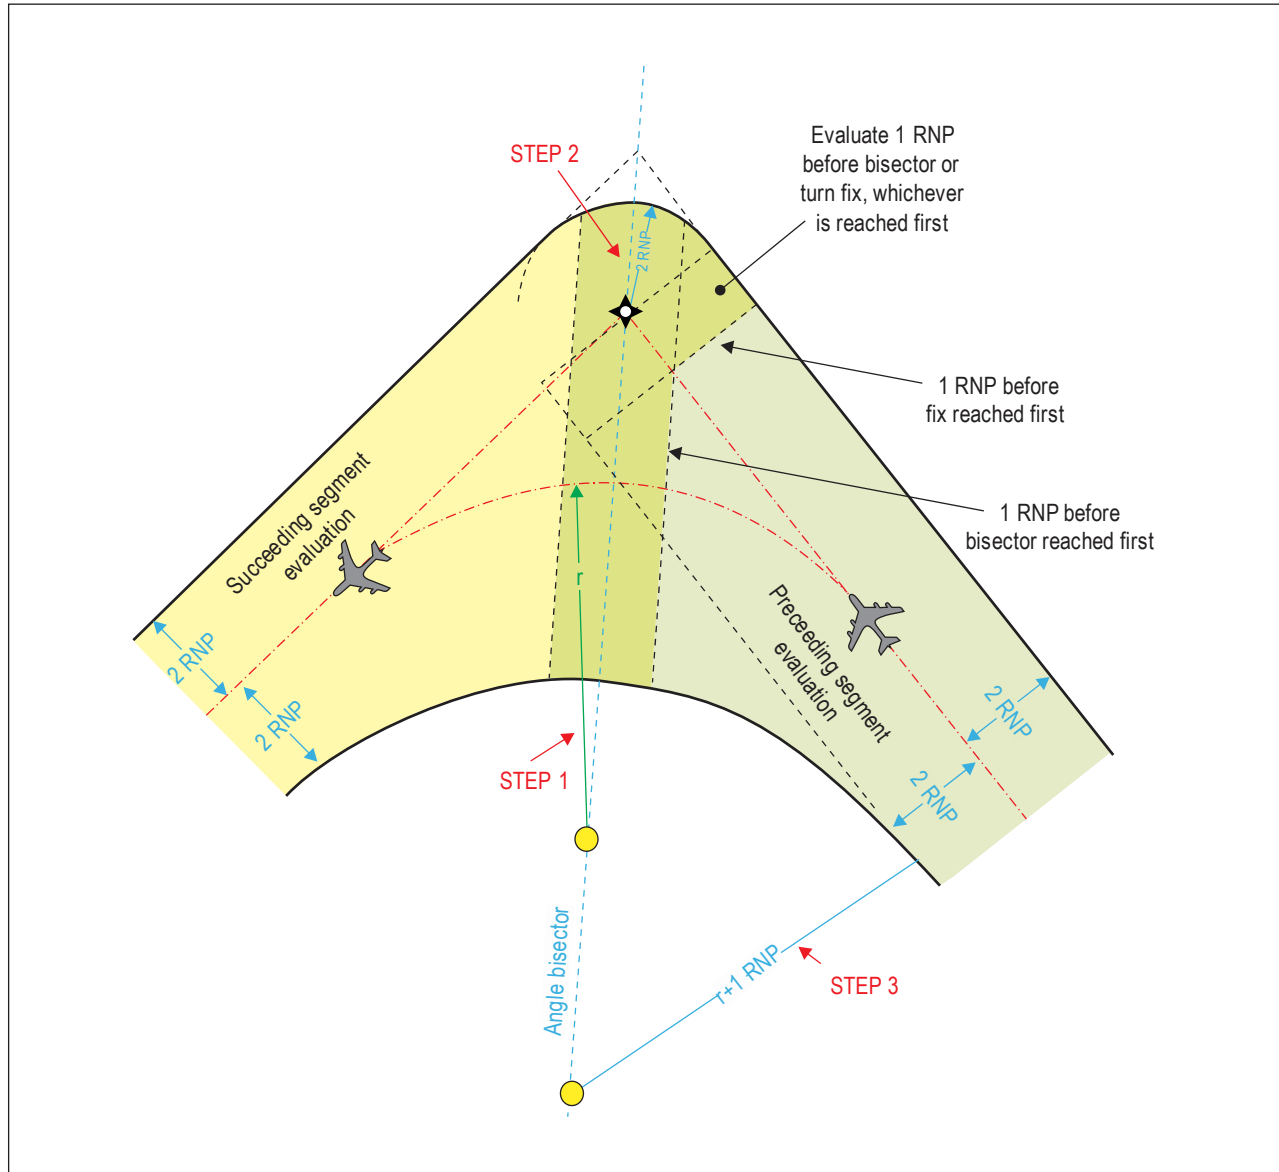 STEP 2
Evaluate 1 RNP
before bisector or
turn fix, whichever
is reached first
2 RNP
1 RNP before
fix reached first
1 RNP before
bisector reached first
Succeeding segment
evaluation
r
Preceeding segment
evaluation
2 RNP
2 RNP
2 RNP
2 RNP
STEP 1
Angle bisector
r+1 RNP
STEP 3